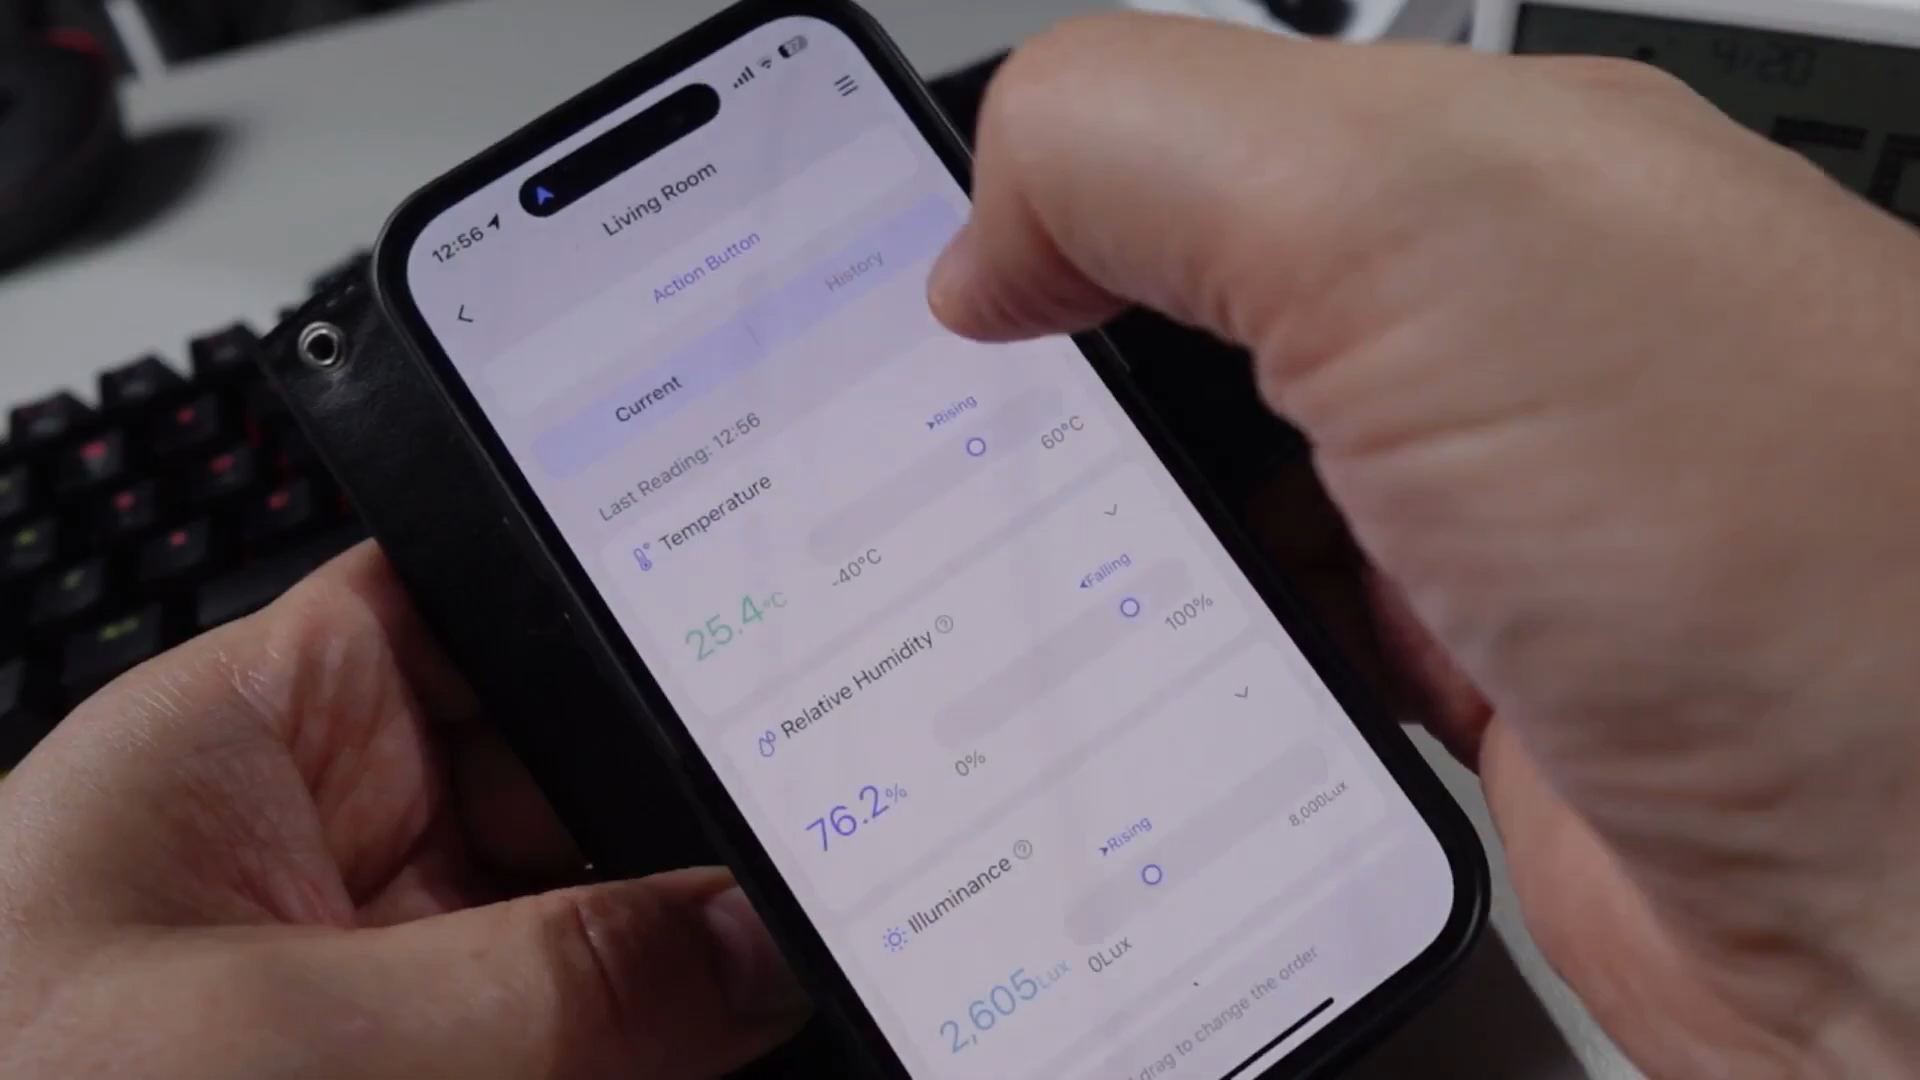 12:56
27
Living Room
Action Button
Current
History
Last Reading: 12:56
Temperature
➤Rising
25.4°C
-40°C
60°C
Relative Humidity ?
◂Falling
76.2%
0%
100%
Illuminance ?
➤Rising
2,605Lux
0Lux
8,000Lux
drag to change the order